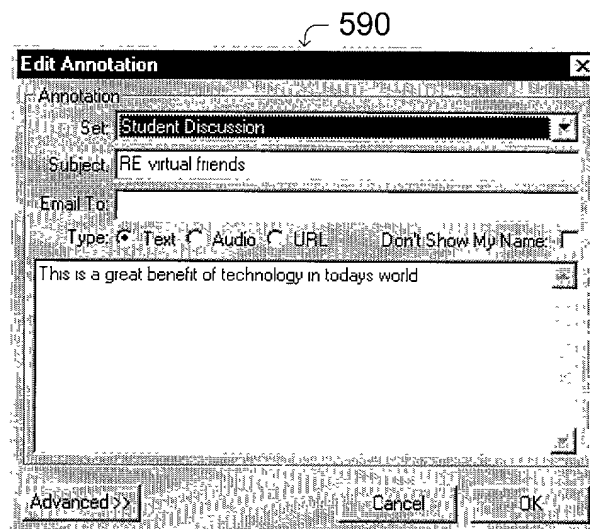 590
Edit Annotation
Annotation
Set: Student Discussion
Subject: RE virtual friends
Email To:
Type: Text Audio URL Don't Show My Name:
This is a great benefit of technology in todays world
Advanced >> Cancel OK